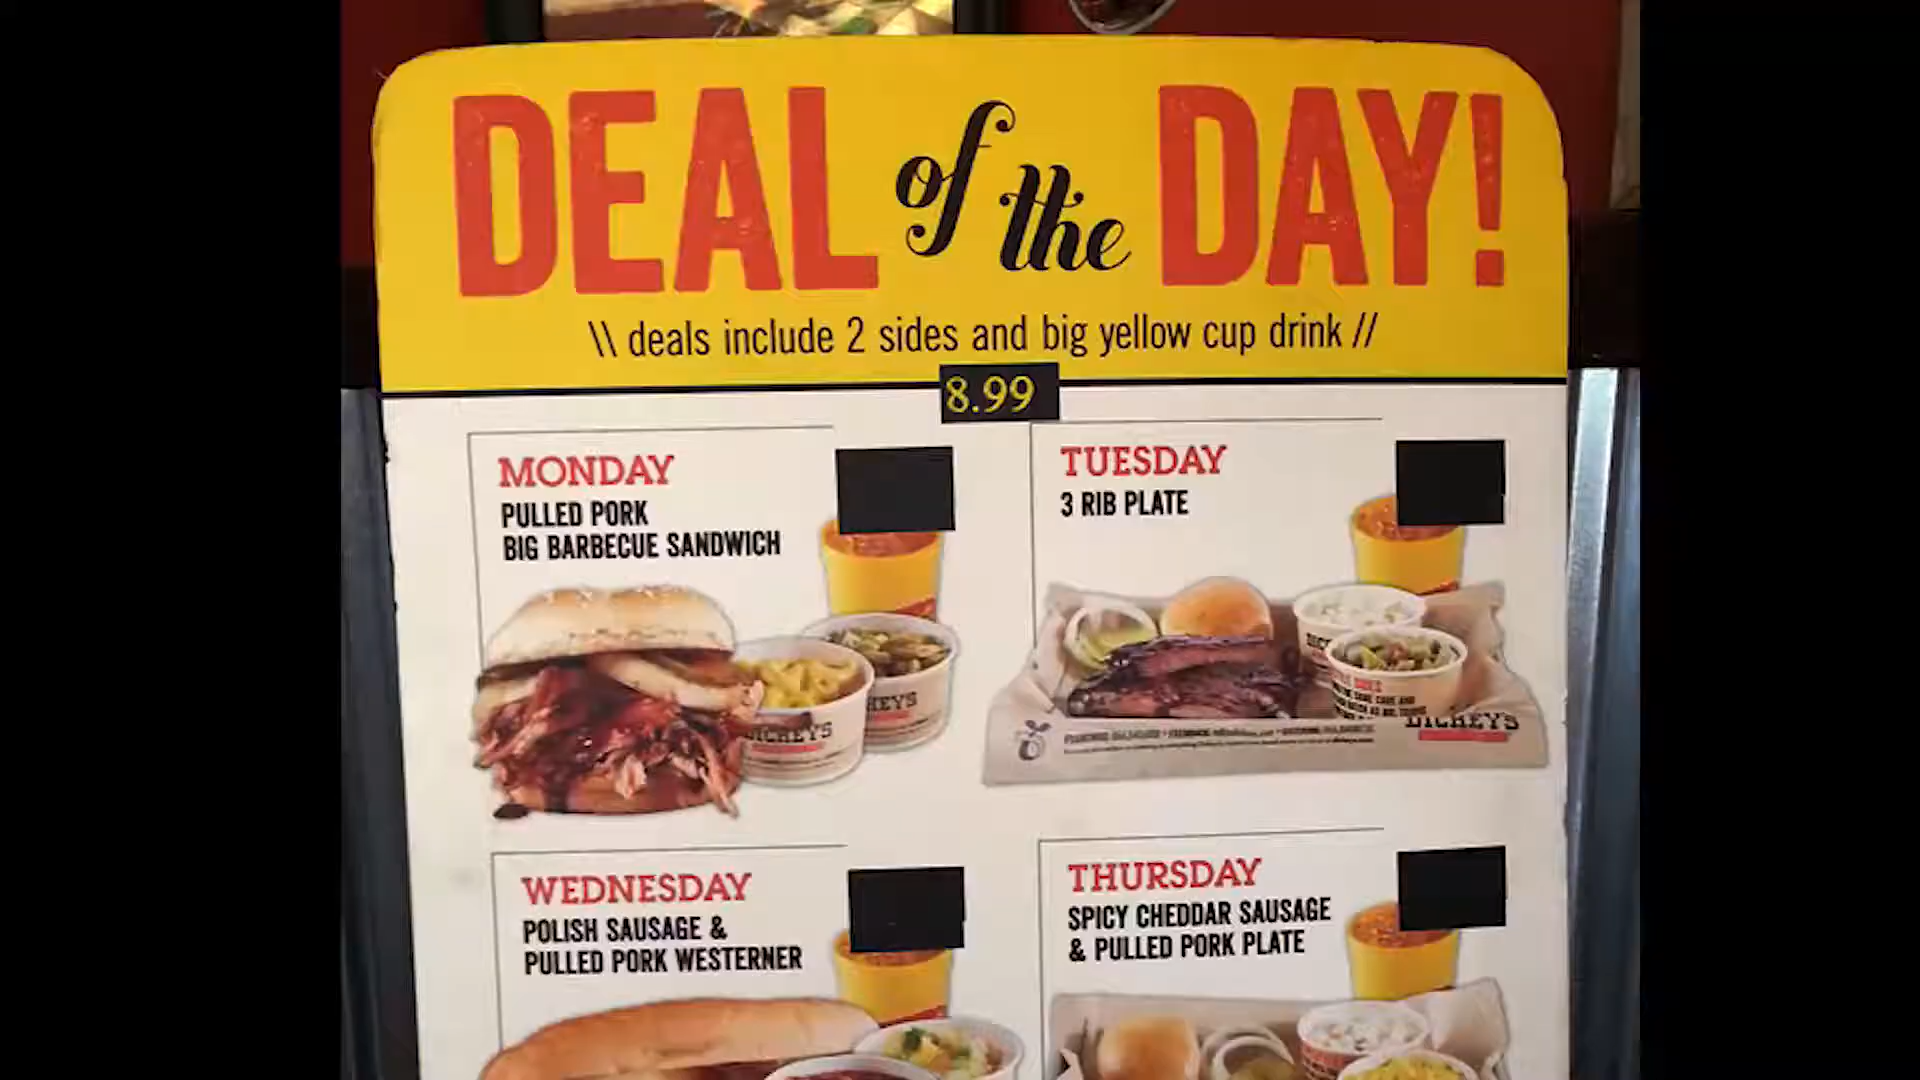 DEAL of the DAY!
\\ deals include 2 sides and big yellow cup drink //
8.99
MONDAY
PULLED PORK
BIG BARBECUE SANDWICH
TUESDAY
3 RIB PLATE
DICKEY'S
DICKEY'S
WEDNESDAY
POLISH SAUSAGE &
PULLED PORK WESTERNER
THURSDAY
SPICY CHEDDAR SAUSAGE
& PULLED PORK PLATE